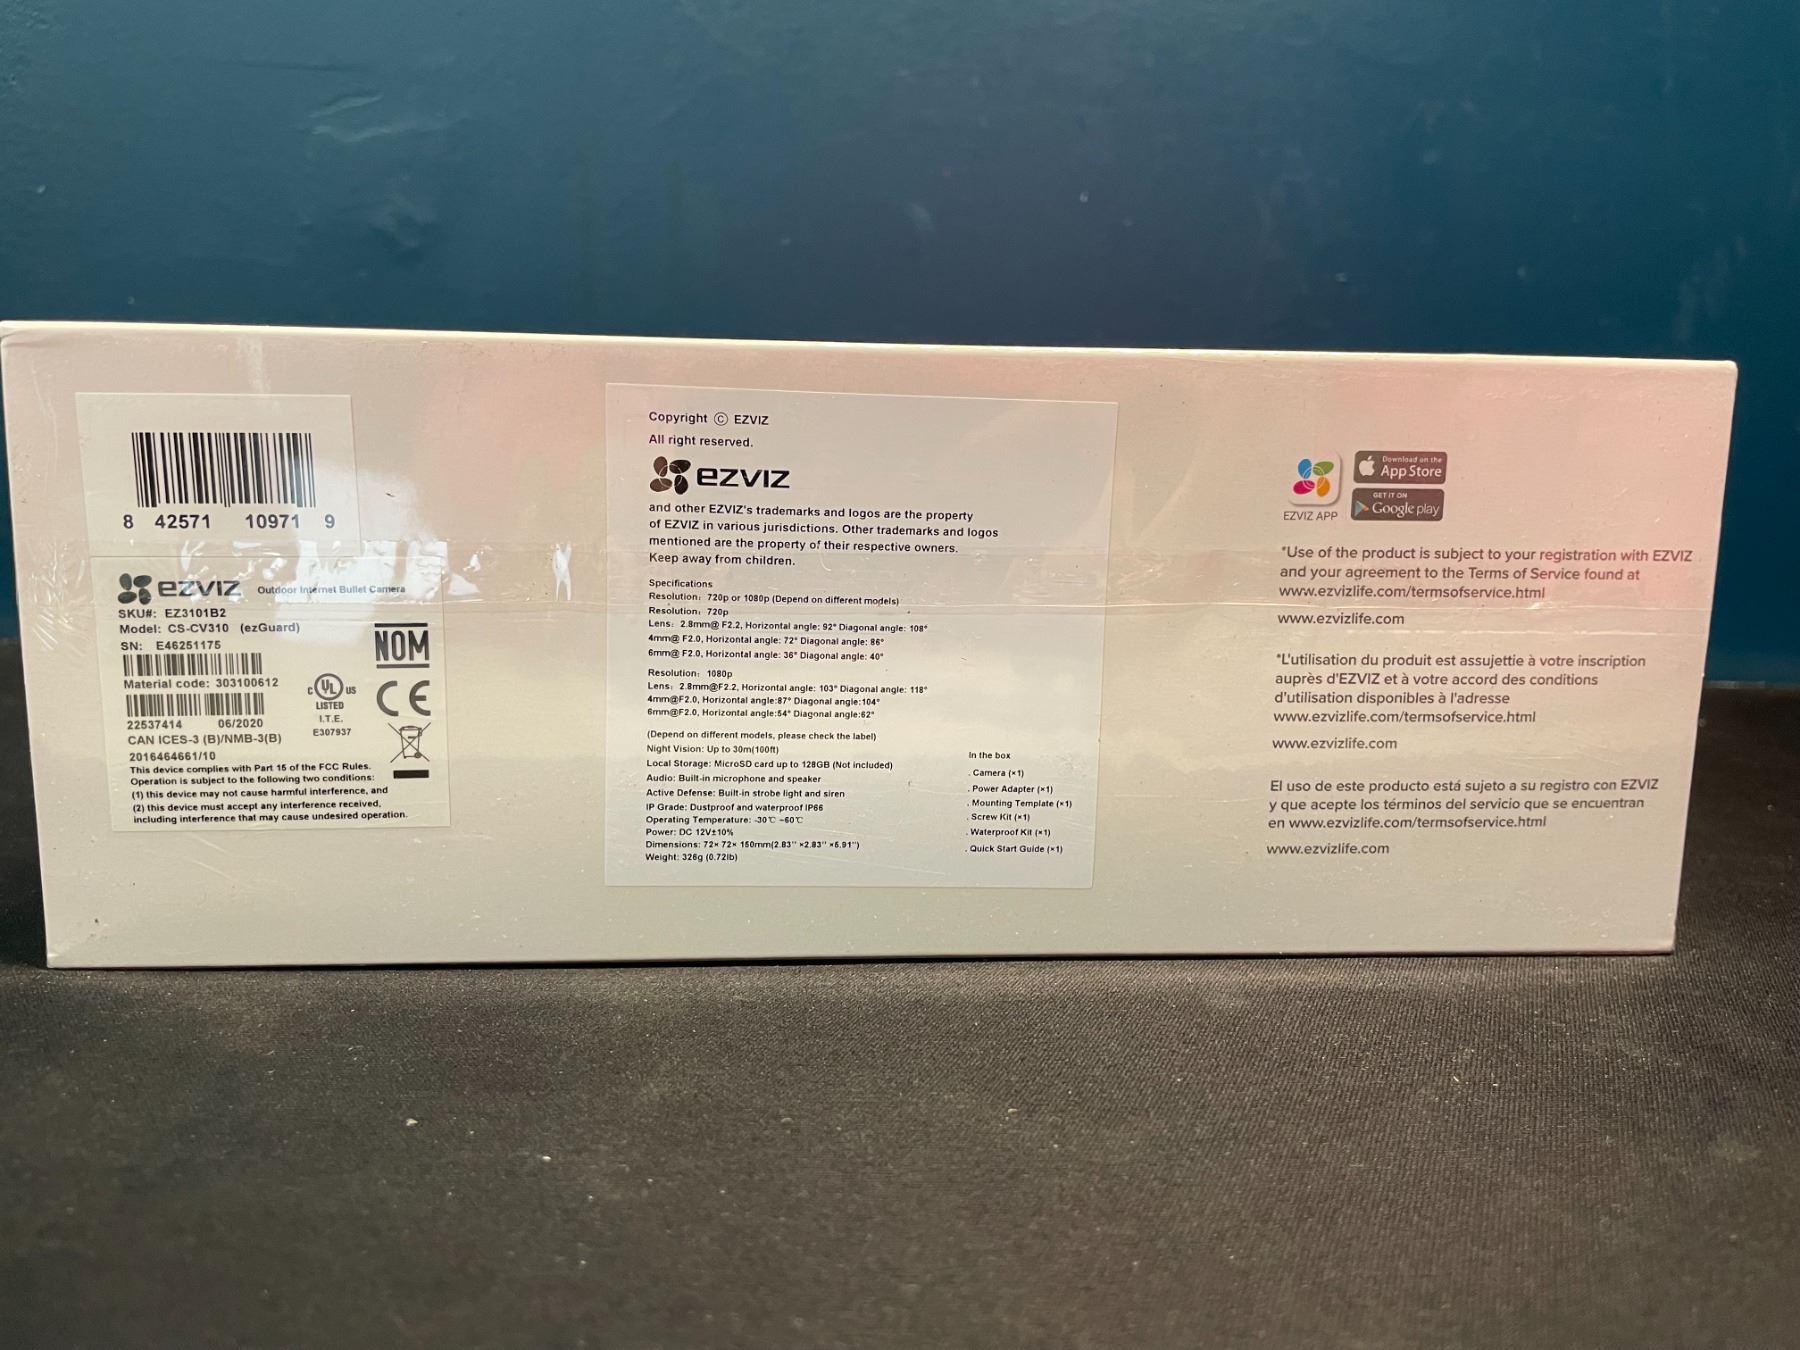 8 42571 10971 9
ezviz Outdoor Internet Bullet Camera
SKU#: EZ3101B2
Model: CS-CV310 (ezGuard)
SN: E46251175
NOM
Material code: 303100612
C UL US
LISTED
I.T.E.
E307937
CE
22537414 06/2020
CAN ICES-3 (B)/NMB-3(B)
2016464661/10
This device complies with Part 15 of the FCC Rules.
Operation is subject to the following two conditions:
(1) this device may not cause harmful interference, and
(2) this device must accept any interference received,
including interference that may cause undesired operation.
Copyright © EZVIZ
All right reserved.
ezviz
and other EZVIZ's trademarks and logos are the property
of EZVIZ in various jurisdictions. Other trademarks and logos
mentioned are the property of their respective owners.
Keep away from children.
Specifications
Resolution: 720p or 1080p (Depend on different models)
Resolution: 720p
Lens: 2.8mm@ F2.2, Horizontal angle: 92° Diagonal angle: 108°
4mm@ F2.0, Horizontal angle: 72° Diagonal angle: 86°
6mm@ F2.0, Horizontal angle: 36° Diagonal angle: 40°
Resolution: 1080p
Lens: 2.8mm@F2.2, Horizontal angle: 103° Diagonal angle: 118°
4mm@F2.0, Horizontal angle:87° Diagonal angle:104°
6mm@F2.0, Horizontal angle:54° Diagonal angle:62°
(Depend on different models, please check the label)
Night Vision: Up to 30m(100ft)
Local Storage: MicroSD card up to 128GB (Not included)
Audio: Built-in microphone and speaker
Active Defense: Built-in strobe light and siren
IP Grade: Dustproof and waterproof IP66
Operating Temperature: -30℃ ~60℃
Power: DC 12V±10%
Dimensions: 72× 72× 150mm(2.83" ×2.83" ×5.91")
Weight: 326g (0.72lb)
In the box
. Camera (×1)
. Power Adapter (×1)
. Mounting Template (×1)
. Screw Kit (×1)
. Waterproof Kit (×1)
. Quick Start Guide (×1)
EZVIZ APP
Download on the
App Store
GET IT ON
Google play
*Use of the product is subject to your registration with EZVIZ
and your agreement to the Terms of Service found at
www.ezvizlife.com/termsofservice.html
www.ezvizlife.com
*L'utilisation du produit est assujettie à votre inscription
auprès d'EZVIZ et à votre accord des conditions
d'utilisation disponibles à l'adresse
www.ezvizlife.com/termsofservice.html
www.ezvizlife.com
El uso de este producto está sujeto a su registro con EZVIZ
y que acepte los términos del servicio que se encuentran
en www.ezvizlife.com/termsofservice.html
www.ezvizlife.com